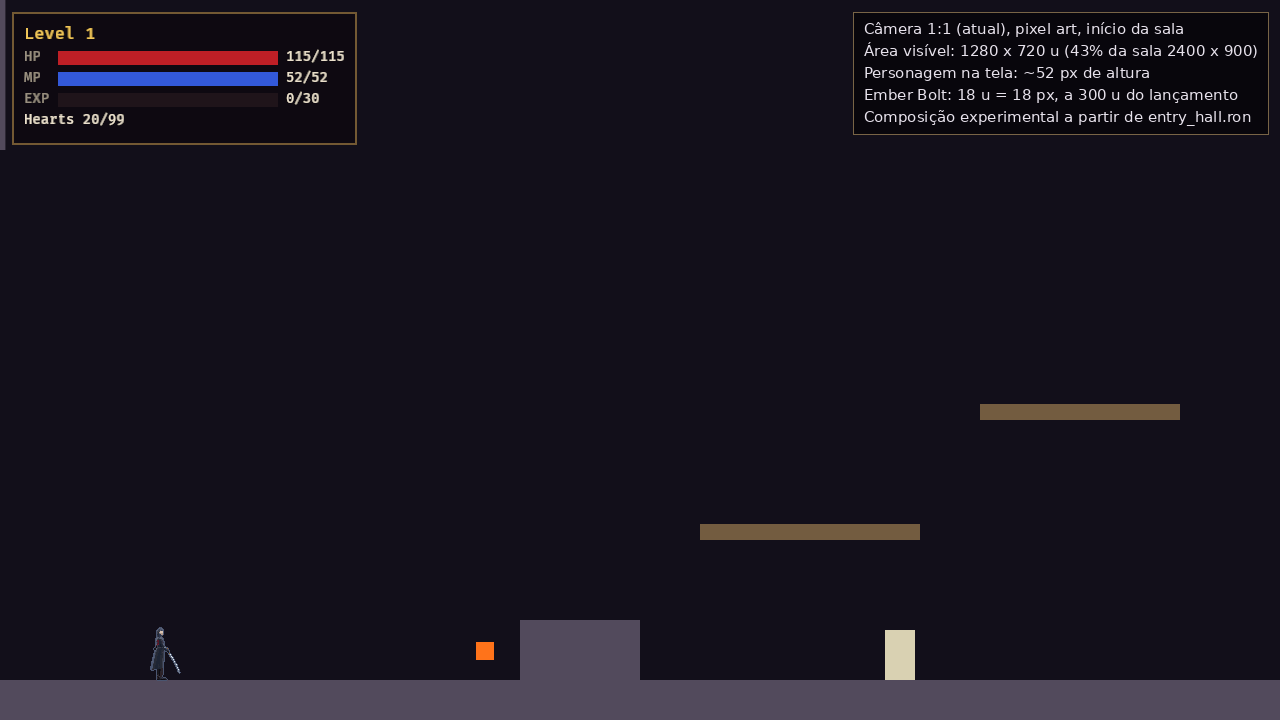 Level 1
HP 115/115
MP 52/52
EXP 0/30
Hearts 20/99
Câmera 1:1 (atual), pixel art, início da sala
Área visível: 1280 x 720 u (43% da sala 2400 x 900)
Personagem na tela: ~52 px de altura
Ember Bolt: 18 u = 18 px, a 300 u do lançamento
Composição experimental a partir de entry_hall.ron